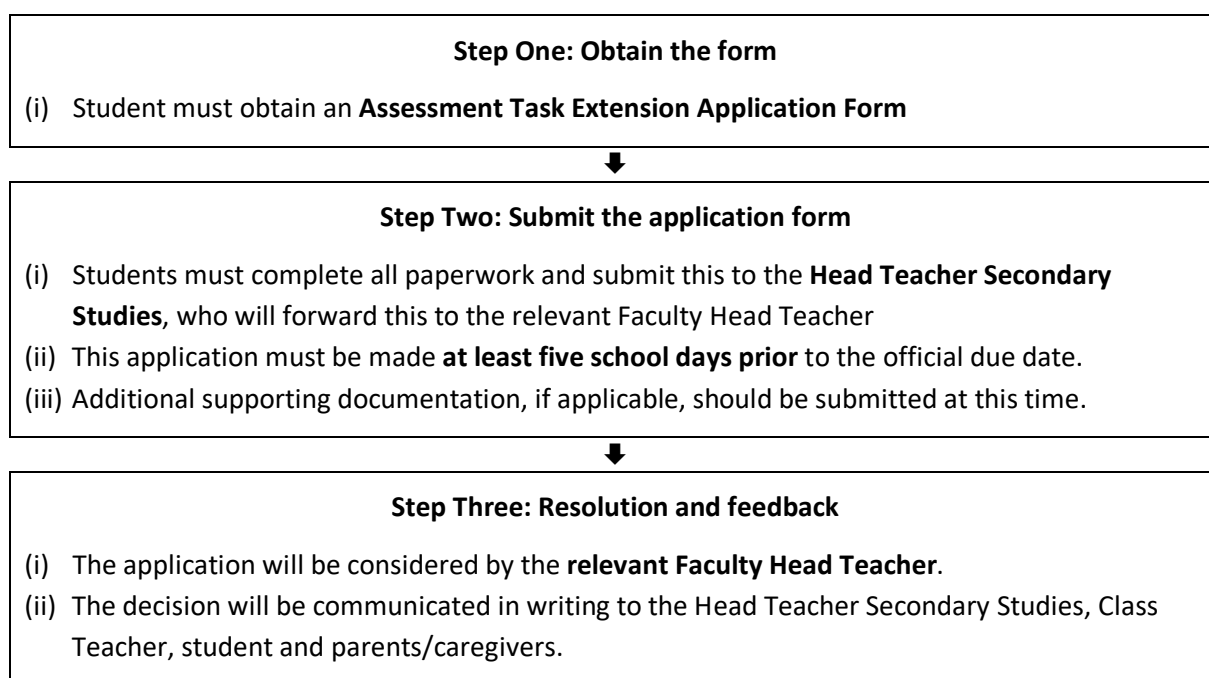 Step One: Obtain the form
(i) Student must obtain an Assessment Task Extension Application Form
Step Two: Submit the application form
(i) Students must complete all paperwork and submit this to the Head Teacher Secondary
Studies, who will forward this to the relevant Faculty Head Teacher
(ii) This application must be made at least five school days prior to the official due date.
(iii) Additional supporting documentation, if applicable, should be submitted at this time.
Step Three: Resolution and feedback
(i) The application will be considered by the relevant Faculty Head Teacher.
(ii) The decision will be communicated in writing to the Head Teacher Secondary Studies, Class
Teacher, student and parents/caregivers.